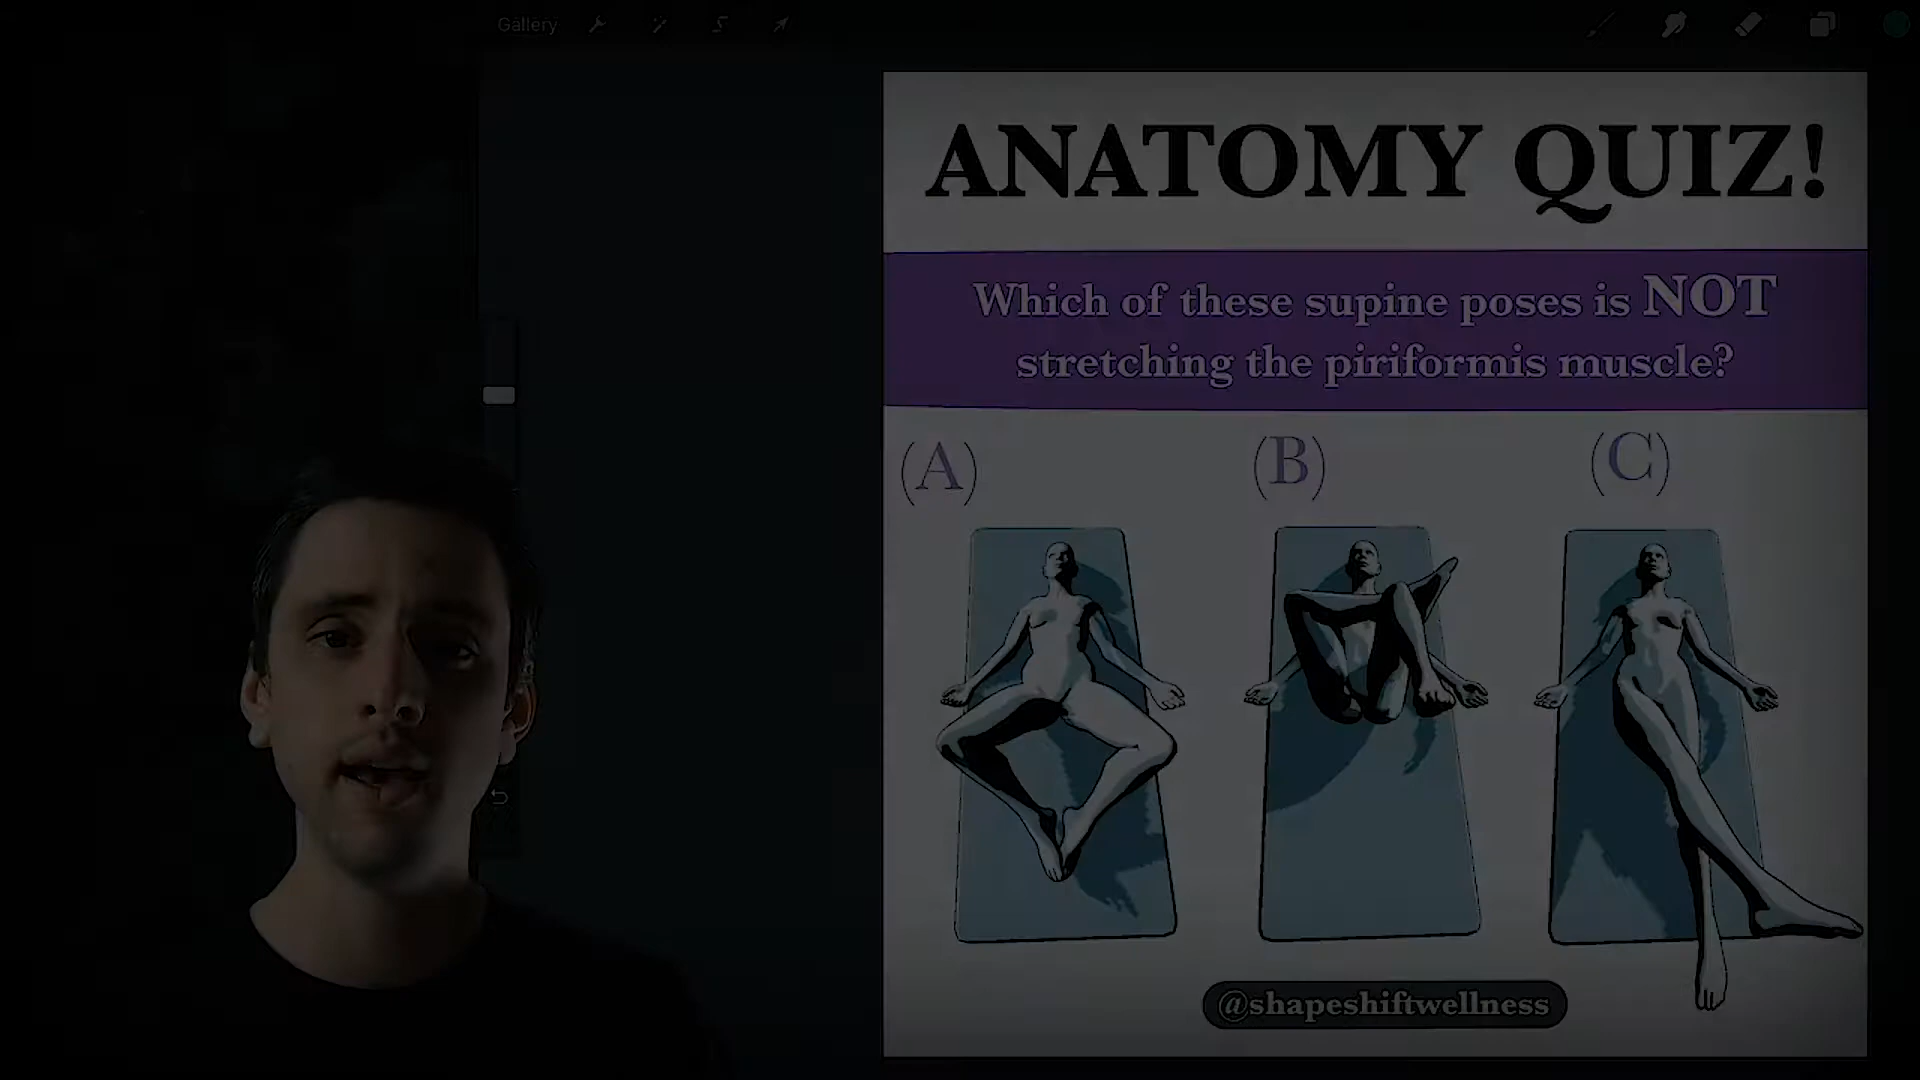 Gallery
ANATOMY QUIZ!
Which of these supine poses is NOT
stretching the piriformis muscle?
(A) (B) (C)
@shapeshiftwellness